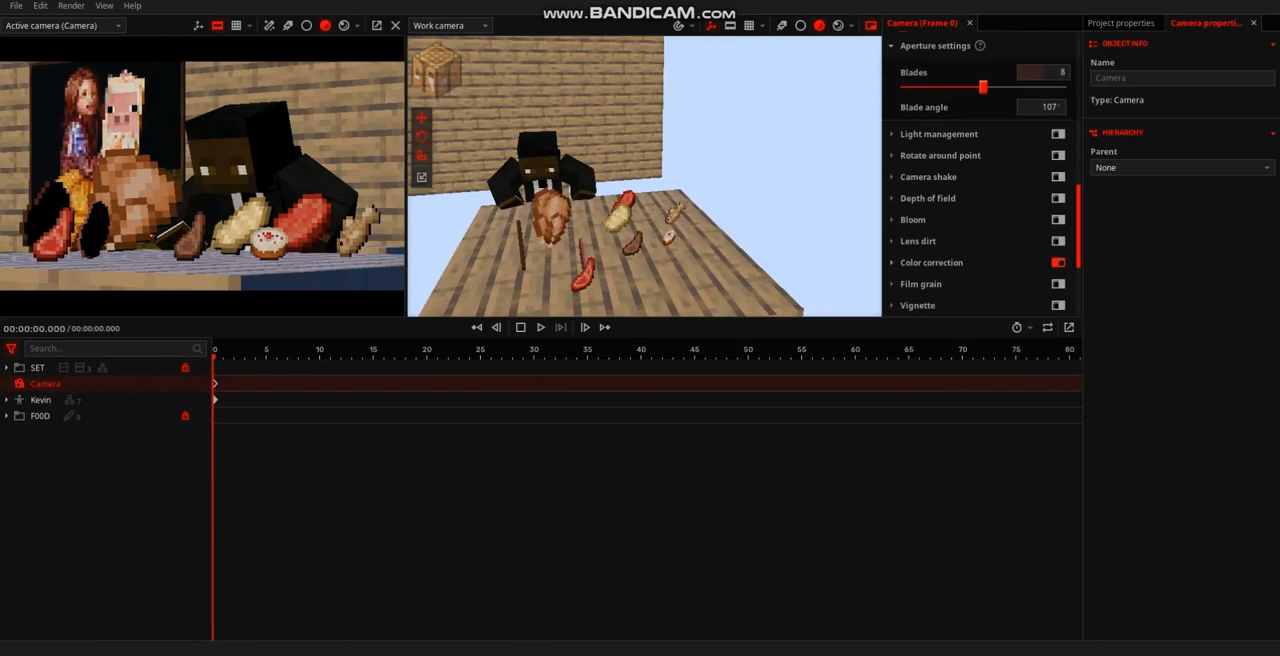 www.BANDICAM.com
File Edit Render View Help
Active camera (Camera)
Work camera
Camera (Frame 0)
Project properties
Camera properti...
Aperture settings ?
Blades 8
Blade angle 107°
Light management
Rotate around point
Camera shake
Depth of field
Bloom
Lens dirt
Color correction
Film grain
Vignette
OBJECT INFO
Name
Camera
Type: Camera
HIERARCHY
Parent
None
00:00:00.000 / 00:00:00.000
Search...
0 5 10 15 20 25 30 35 40 45 50 55 60 65 70 75 80
SET 3
Camera
Kevin 7
F00D 9